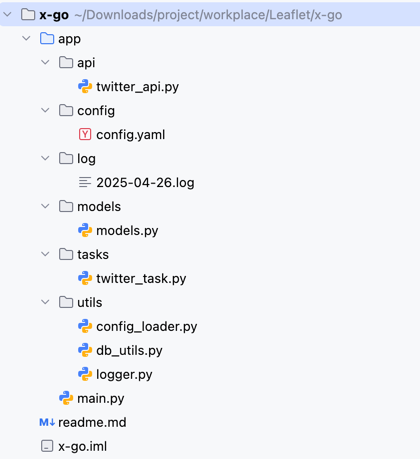 x-go ~/Downloads/project/workplace/Leaflet/x-go
app
api
twitter_api.py
config
Y config.yaml
log
2025-04-26.log
models
models.py
tasks
twitter_task.py
utils
config_loader.py
db_utils.py
logger.py
main.py
M↓ readme.md
x-go.iml